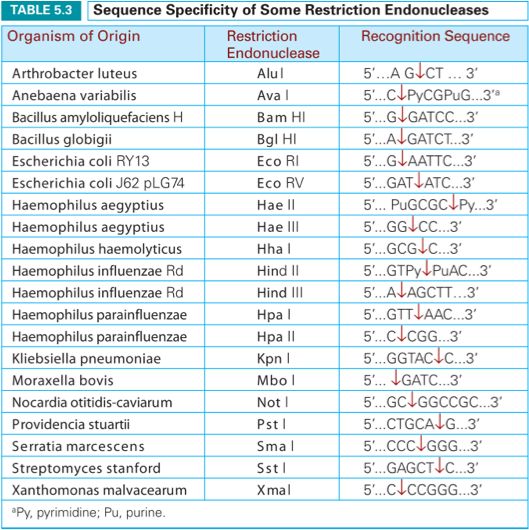 TABLE 5.3 Sequence Specificity of Some Restriction Endonucleases
Organism of Origin Restriction Endonuclease Recognition Sequence
Arthrobacter luteus Alu I 5′...A G↓CT ... 3′
Anebaena variabilis Ava I 5′...C↓PyCGPuG...3′ᵃ
Bacillus amyloliquefaciens H Bam HI 5′...G↓GATCC...3′
Bacillus globigii Bgl HI 5′...A↓GATCT...3′
Escherichia coli RY13 Eco RI 5′...G↓AATTC...3′
Escherichia coli J62 pLG74 Eco RV 5′...GAT↓ATC...3′
Haemophilus aegyptius Hae II 5′... PuGCGC↓Py...3′
Haemophilus aegyptius Hae III 5′...GG↓CC...3′
Haemophilus haemolyticus Hha I 5′...GCG↓C...3′
Haemophilus influenzae Rd Hind II 5′...GTPy↓PuAC...3′
Haemophilus influenzae Rd Hind III 5′...A↓AGCTT...3′
Haemophilus parainfluenzae Hpa I 5′...GTT↓AAC...3′
Haemophilus parainfluenzae Hpa II 5′...C↓CGG...3′
Kliebsiella pneumoniae Kpn I 5′...GGTAC↓C...3′
Moraxella bovis Mbo I 5′... ↓GATC...3′
Nocardia otitidis-caviarum Not I 5′...GC↓GGCCGC...3′
Providencia stuartii Pst I 5′...CTGCA↓G...3′
Serratia marcescens Sma I 5′...CCC↓GGG...3′
Streptomyces stanford Sst I 5′...GAGCT↓C...3′
Xanthomonas malvacearum XmaI 5′...C↓CCGGG...3′
ᵃPy, pyrimidine; Pu, purine.